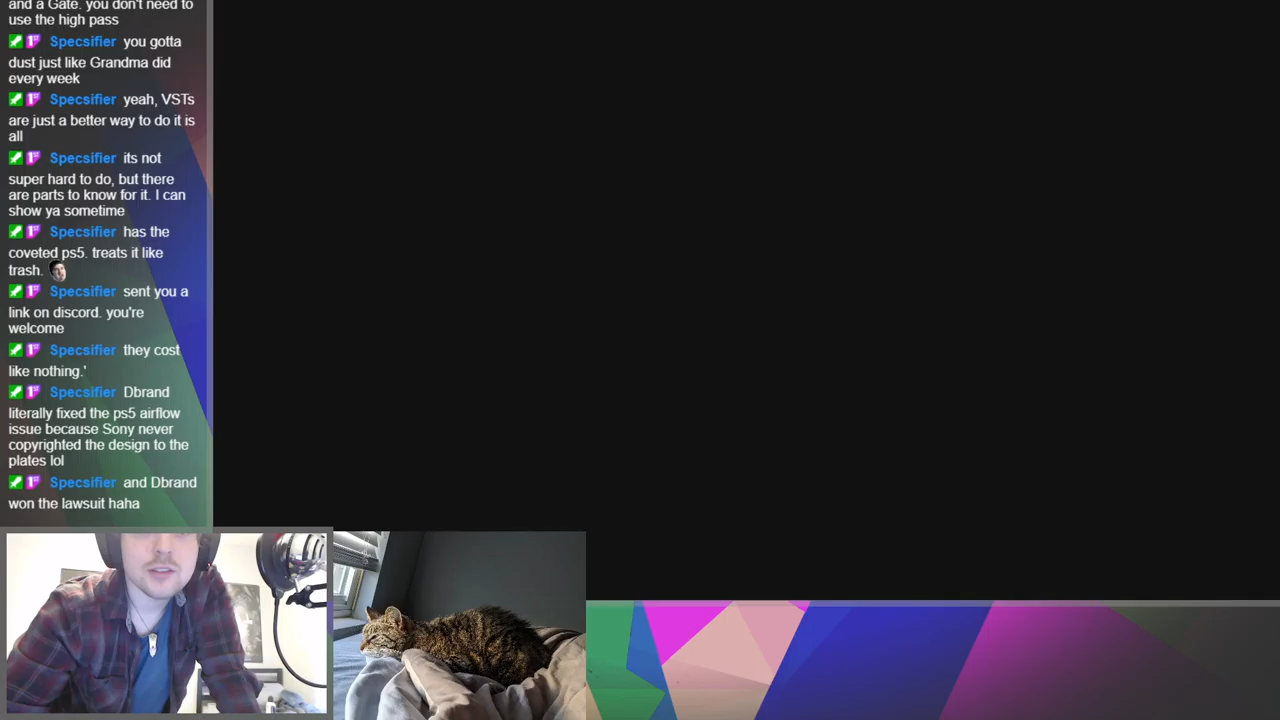 and a Gate. you don't need to
use the high pass
Specsifier you gotta
dust just like Grandma did
every week
Specsifier yeah, VSTs
are just a better way to do it is
all
Specsifier its not
super hard to do, but there
are parts to know for it. I can
show ya sometime
Specsifier has the
coveted ps5. treats it like
trash.
Specsifier sent you a
link on discord. you're
welcome
Specsifier they cost
like nothing.'
Specsifier Dbrand
literally fixed the ps5 airflow
issue because Sony never
copyrighted the design to the
plates lol
Specsifier and Dbrand
won the lawsuit haha